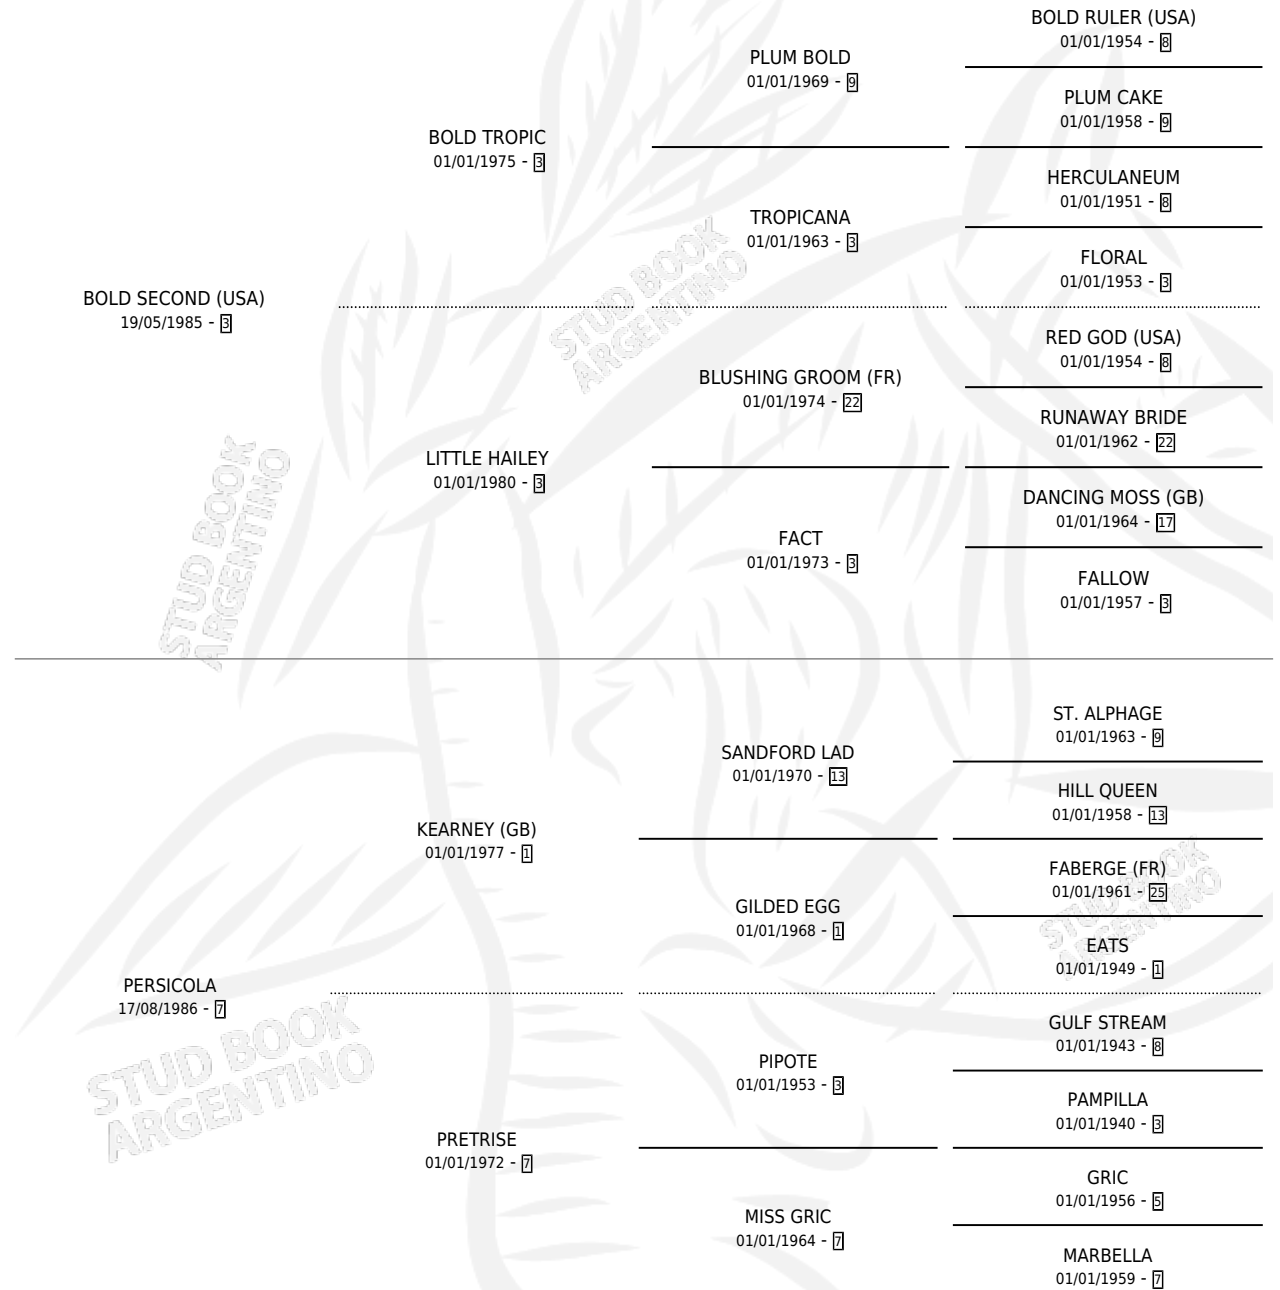 BOLD RULER (USA)
01/01/1954 - 8
PLUM BOLD
01/01/1969 - 9
PLUM CAKE
01/01/1958 - 9
BOLD TROPIC
01/01/1975 - 3
HERCULANEUM
01/01/1951 - 8
TROPICANA
01/01/1963 - 3
FLORAL
01/01/1953 - 3
BOLD SECOND (USA)
19/05/1985 - 3
RED GOD (USA)
01/01/1954 - 8
BLUSHING GROOM (FR)
01/01/1974 - 22
RUNAWAY BRIDE
01/01/1962 - 22
LITTLE HAILEY
01/01/1980 - 3
DANCING MOSS (GB)
01/01/1964 - 17
FACT
01/01/1973 - 3
FALLOW
01/01/1957 - 3
ST. ALPHAGE
01/01/1963 - 9
SANDFORD LAD
01/01/1970 - 13
HILL QUEEN
01/01/1958 - 13
KEARNEY (GB)
01/01/1977 - 1
FABERGE (FR)
01/01/1961 - 25
GILDED EGG
01/01/1968 - 1
EATS
01/01/1949 - 1
PERSICOLA
17/08/1986 - 7
GULF STREAM
01/01/1943 - 8
PIPOTE
01/01/1953 - 3
PAMPILLA
01/01/1940 - 3
PRETRISE
01/01/1972 - 7
GRIC
01/01/1956 - 5
MISS GRIC
01/01/1964 - 7
MARBELLA
01/01/1959 - 7
STUD BOOK
ARGENTINO
STUD BOOK
ARGENTINO
STUD BOOK
ARGENTINO
STUD BOOK
ARGENTINO